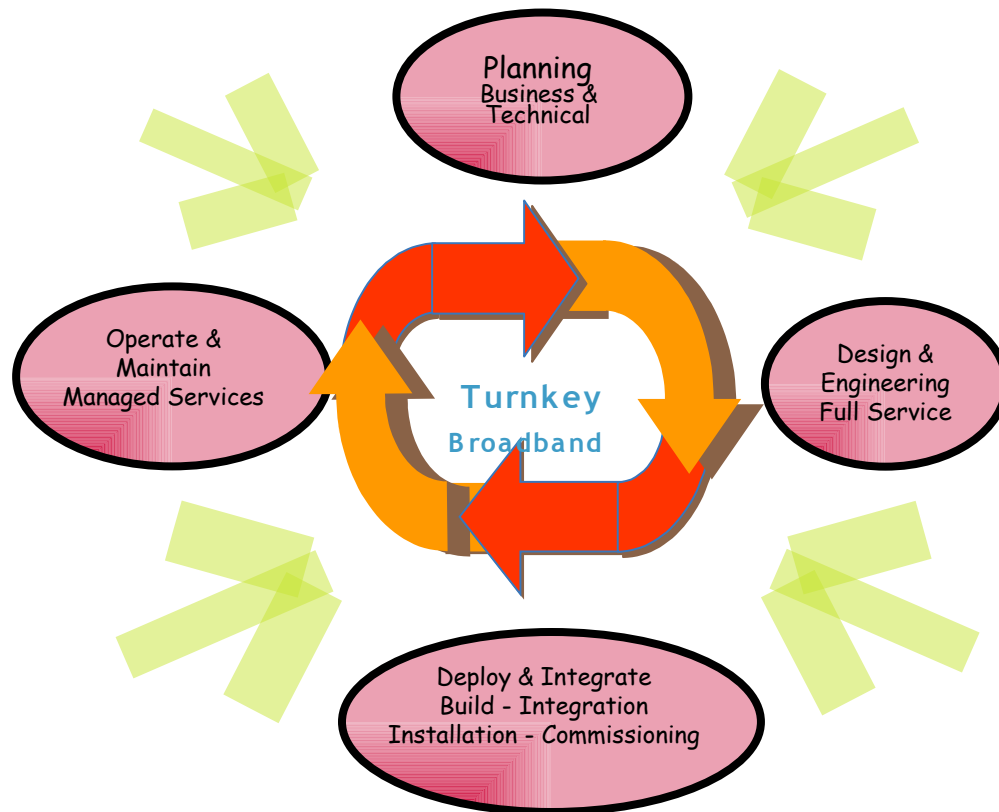 Planning
Business &
Technical
Operate &
Maintain
Managed Services
Design &
Engineering
Full Service
Turnkey
Broadband
Deploy & Integrate
Build - Integration
Installation - Commissioning